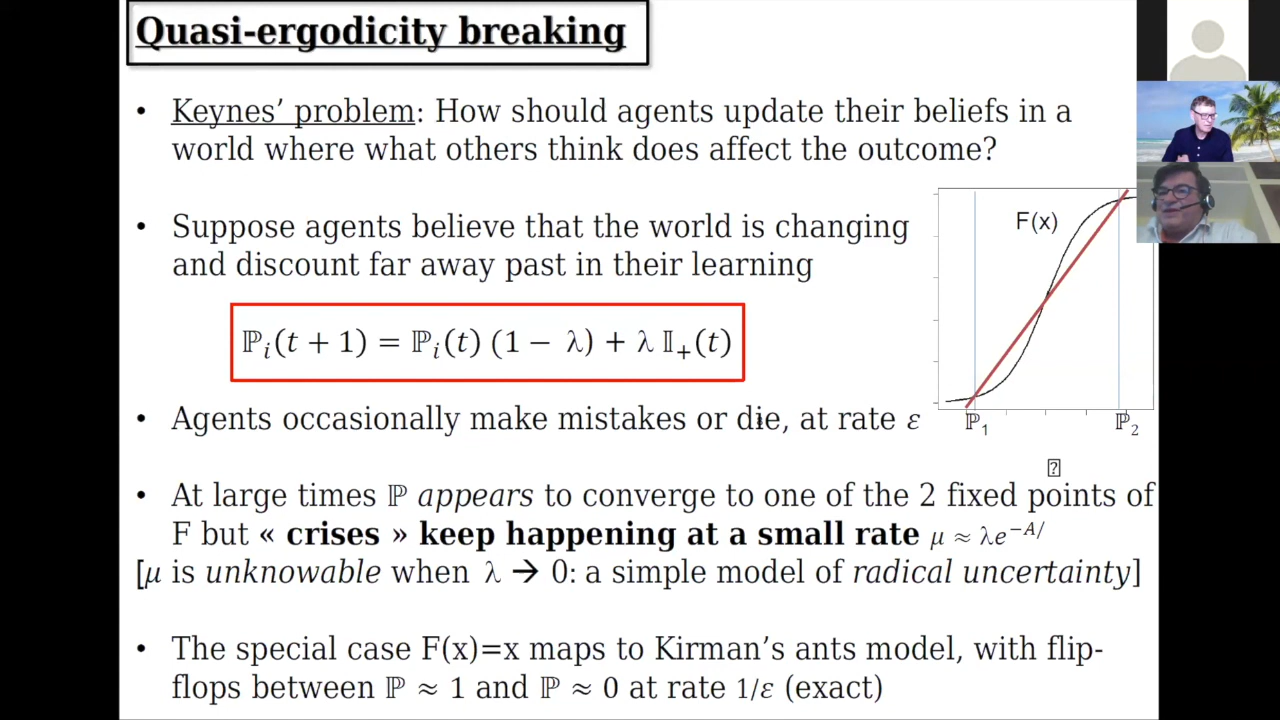 Quasi-ergodicity breaking
• Keynes’ problem: How should agents update their beliefs in a
world where what others think does affect the outcome?
• Suppose agents believe that the world is changing
and discount far away past in their learning
F(x)
ℙᵢ(t + 1) = ℙᵢ(t) (1 − λ) + λ 𝕀₊(t)
• Agents occasionally make mistakes or die, at rate ε
ℙ₁ ℙ₂
• At large times ℙ appears to converge to one of the 2 fixed points of
F but « crises » keep happening at a small rate μ ≈ λe^{−A/}
[μ is unknowable when λ → 0: a simple model of radical uncertainty]
• The special case F(x)=x maps to Kirman’s ants model, with flip-
flops between ℙ ≈ 1 and ℙ ≈ 0 at rate 1/ε (exact)